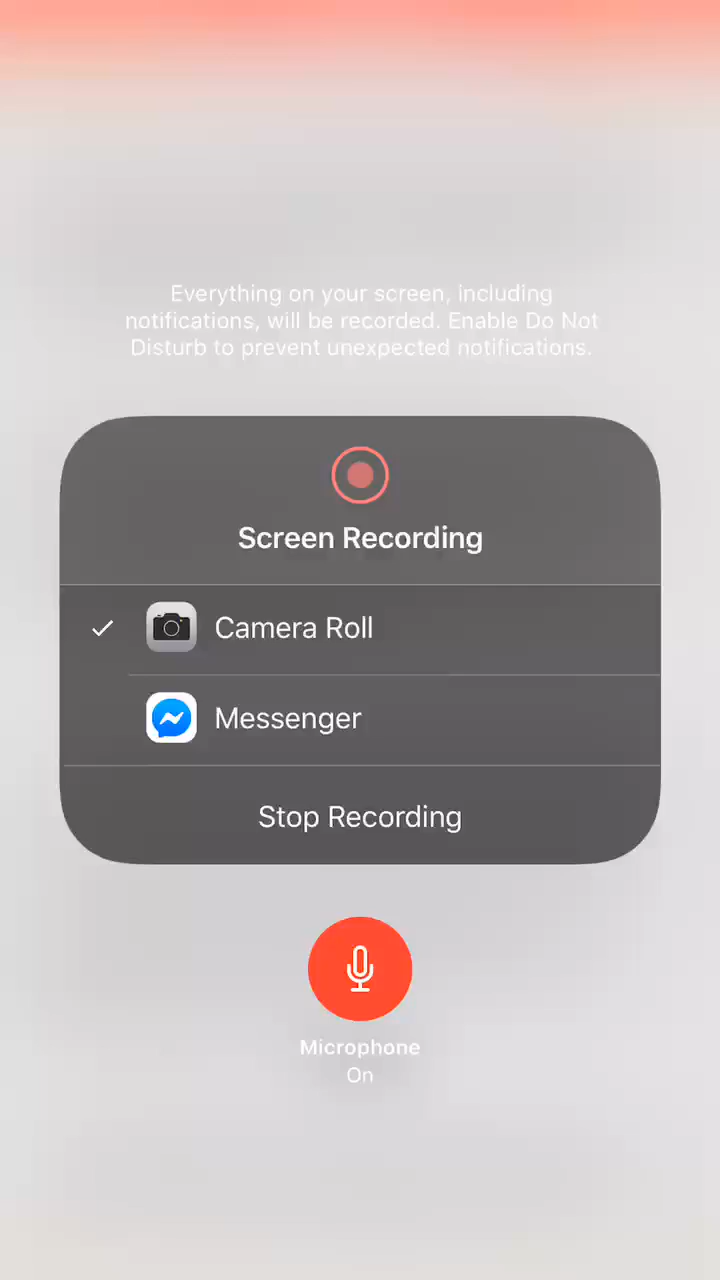 Everything on your screen, including
notifications, will be recorded. Enable Do Not
Disturb to prevent unexpected notifications.
Screen Recording
Camera Roll
Messenger
Stop Recording
Microphone
On